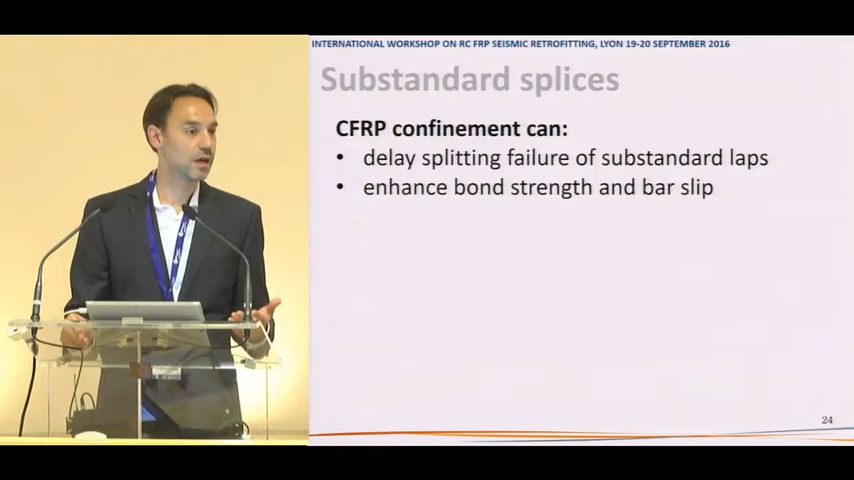 INTERNATIONAL WORKSHOP ON RC FRP SEISMIC RETROFITTING, LYON 19-20 SEPTEMBER 2016
Substandard splices
CFRP confinement can:
• delay splitting failure of substandard laps
• enhance bond strength and bar slip
24